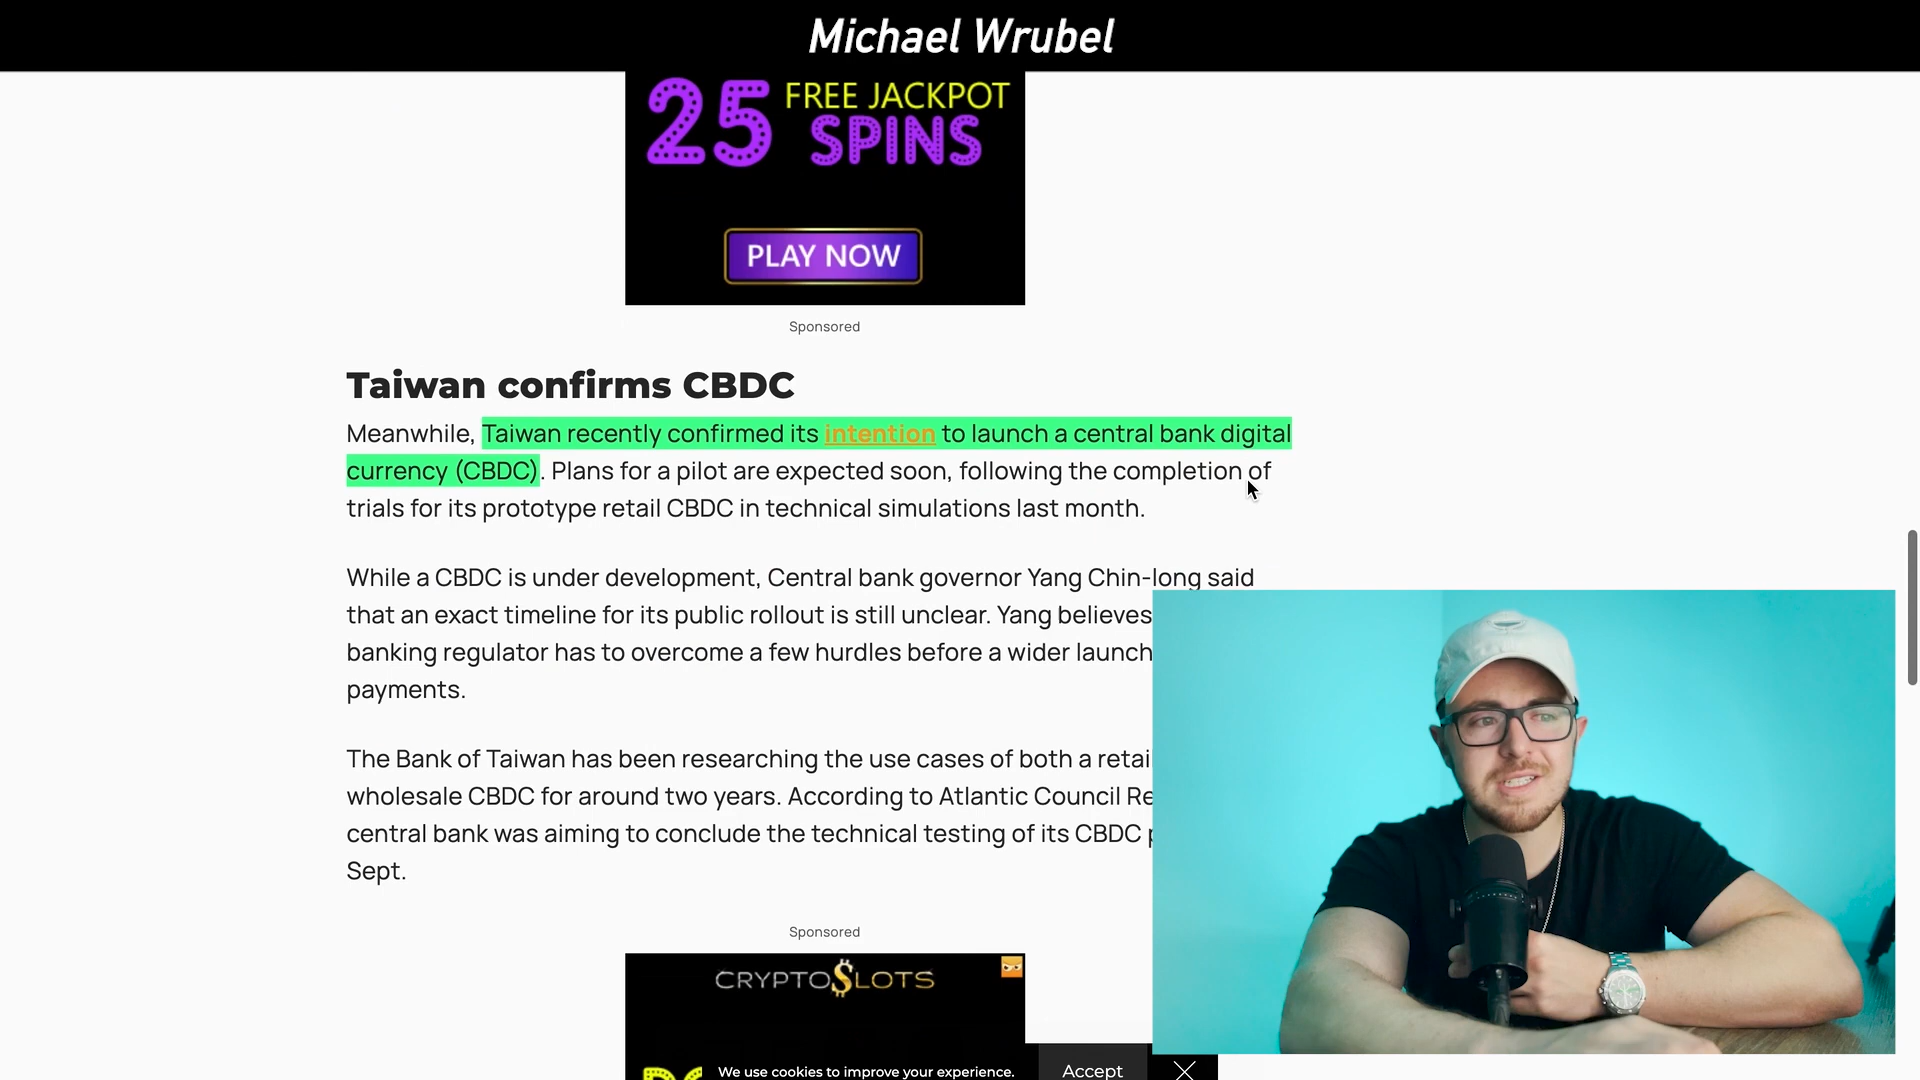 Michael Wrubel
25 FREE JACKPOT
SPINS
PLAY NOW
Sponsored
Taiwan confirms CBDC
Meanwhile, Taiwan recently confirmed its intention to launch a central bank digital
currency (CBDC). Plans for a pilot are expected soon, following the completion of
trials for its prototype retail CBDC in technical simulations last month.
While a CBDC is under development, Central bank governor Yang Chin-long said
that an exact timeline for its public rollout is still unclear. Yang believes
banking regulator has to overcome a few hurdles before a wider launch
payments.
The Bank of Taiwan has been researching the use cases of both a retai
wholesale CBDC for around two years. According to Atlantic Council Re
central bank was aiming to conclude the technical testing of its CBDC p
Sept.
Sponsored
CRYPTO$LOTS
We use cookies to improve your experience.
Accept